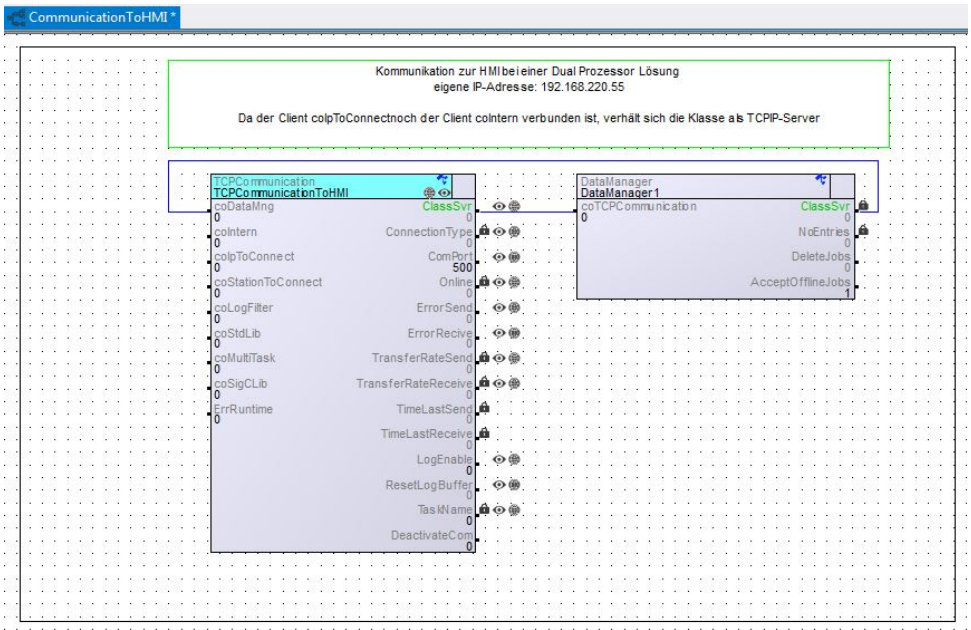 CommunicationToHMI *
Kommunikation zur HMI bei einer Dual Prozessor Lösung
eigene IP-Adresse: 192.168.220.55
Da der Client coIpToConnectnoch der Client coIntern verbunden ist, verhält sich die Klasse als TCPIP-Server
TCPCommunication
TCPCommunicationToHMI
coDataMng ClassSvr
0 0
coIntern ConnectionType
0 0
coIpToConnect ComPort
0 500
coStationToConnect Online
0 0
coLogFilter ErrorSend
0 0
coStdLib ErrorRecive
0 0
coMultiTask TransferRateSend
0 0
coSigCLib TransferRateReceive
0 0
ErrRuntime TimeLastSend
0 0
TimeLastReceive
0
LogEnable
0
ResetLogBuffer
0
TaskName
0
DeactivateCom
0
DataManager
DataManager1
coTCPCommunication ClassSvr
0 0
NoEntries
0
DeleteJobs
0
AcceptOfflineJobs
1